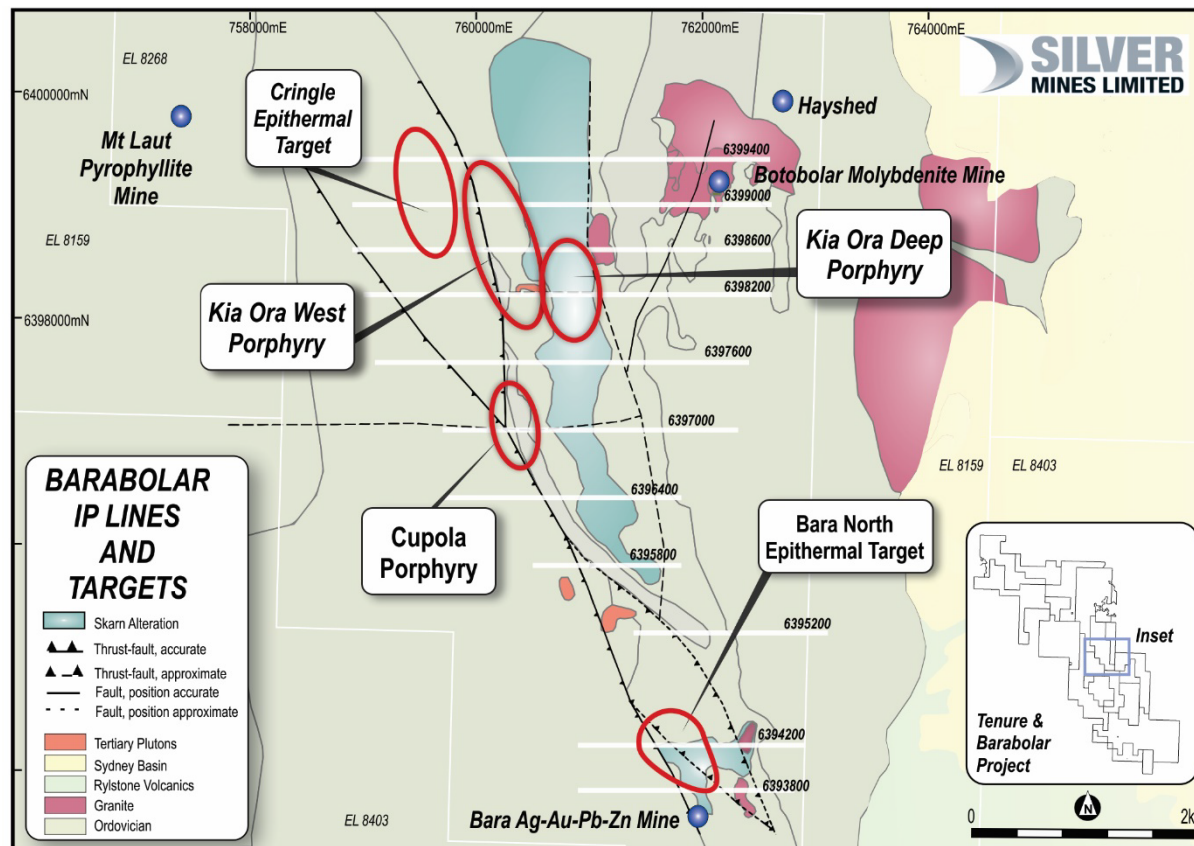 758000mE
760000mE
762000mE
764000mE
SILVER
MINES LIMITED
EL 8268
6400000mN
Cringle
Epithermal
Target
Mt Laut
Pyrophyllite
Mine
Hayshed
6399400
Botobolar Molybdenite Mine
6399000
EL 8159
6398600
Kia Ora Deep
Porphyry
6398200
Kia Ora West
Porphyry
6398000mN
6397600
6397000
EL 8159
EL 8403
6396400
Cupola
Porphyry
Bara North
Epithermal Target
6395800
6395200
6394200
6393800
Bara Ag-Au-Pb-Zn Mine
EL 8403
BARABOLAR
IP LINES
AND
TARGETS
Skarn Alteration
Thrust-fault, accurate
Thrust-fault, approximate
Fault, position accurate
Fault, position approximate
Tertiary Plutons
Sydney Basin
Rylstone Volcanics
Granite
Ordovician
Inset
Tenure &
Barabolar
Project
N
0
2k